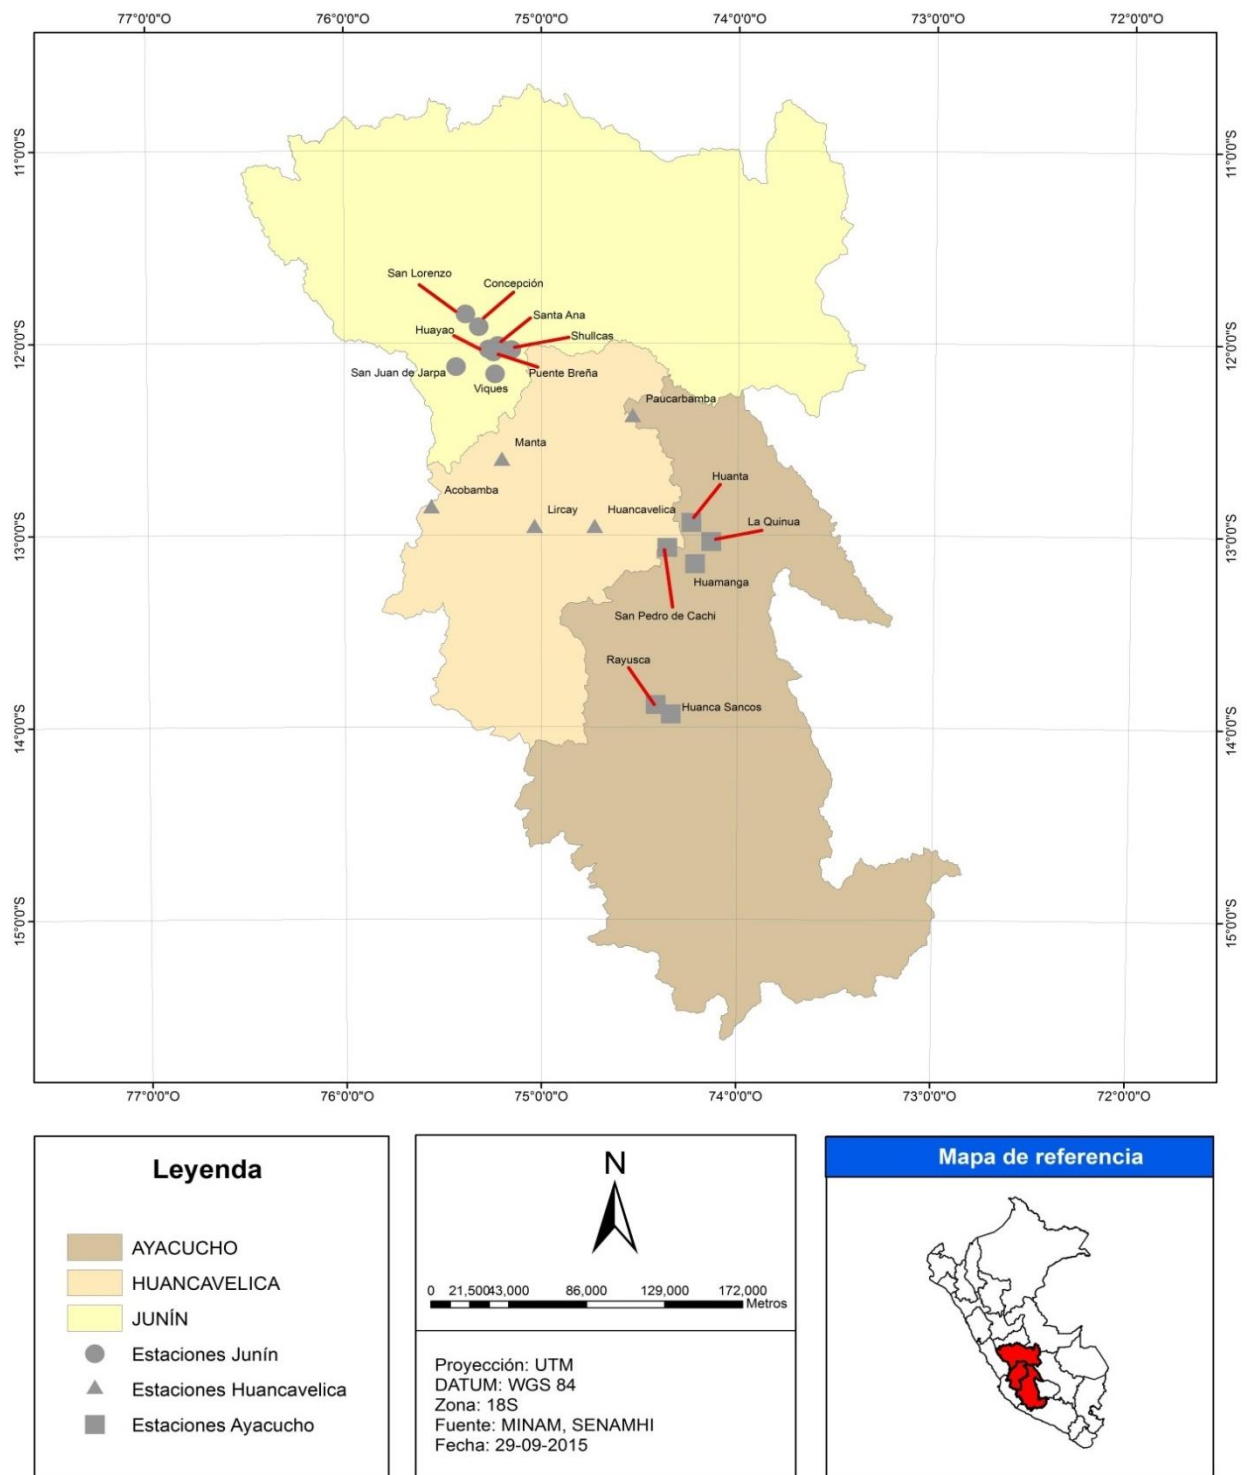 77°0'0"O
76°0'0"O
75°0'0"O
74°0'0"O
73°0'0"O
72°0'0"O
11°0'0"S
11°0'0"S
San Lorenzo
Concepción
Santa Ana
Huayao
Shullcas
12°0'0"S
12°0'0"S
San Juan de Jarpa
Puente Breña
Viques
Paucarbamba
Manta
Huanta
Acobamba
Lircay
Huancavelica
La Quinua
13°0'0"S
13°0'0"S
Huamanga
San Pedro de Cachi
Rayusca
Huanca Sancos
14°0'0"S
14°0'0"S
15°0'0"S
15°0'0"S
77°0'0"O
76°0'0"O
75°0'0"O
74°0'0"O
73°0'0"O
72°0'0"O
Leyenda
AYACUCHO
HUANCAVELICA
JUNÍN
Estaciones Junín
Estaciones Huancavelica
Estaciones Ayacucho
N
0 21,50043,000 86,000 129,000 172,000
Metros
Proyección: UTM
DATUM: WGS 84
Zona: 18S
Fuente: MINAM, SENAMHI
Fecha: 29-09-2015
Mapa de referencia